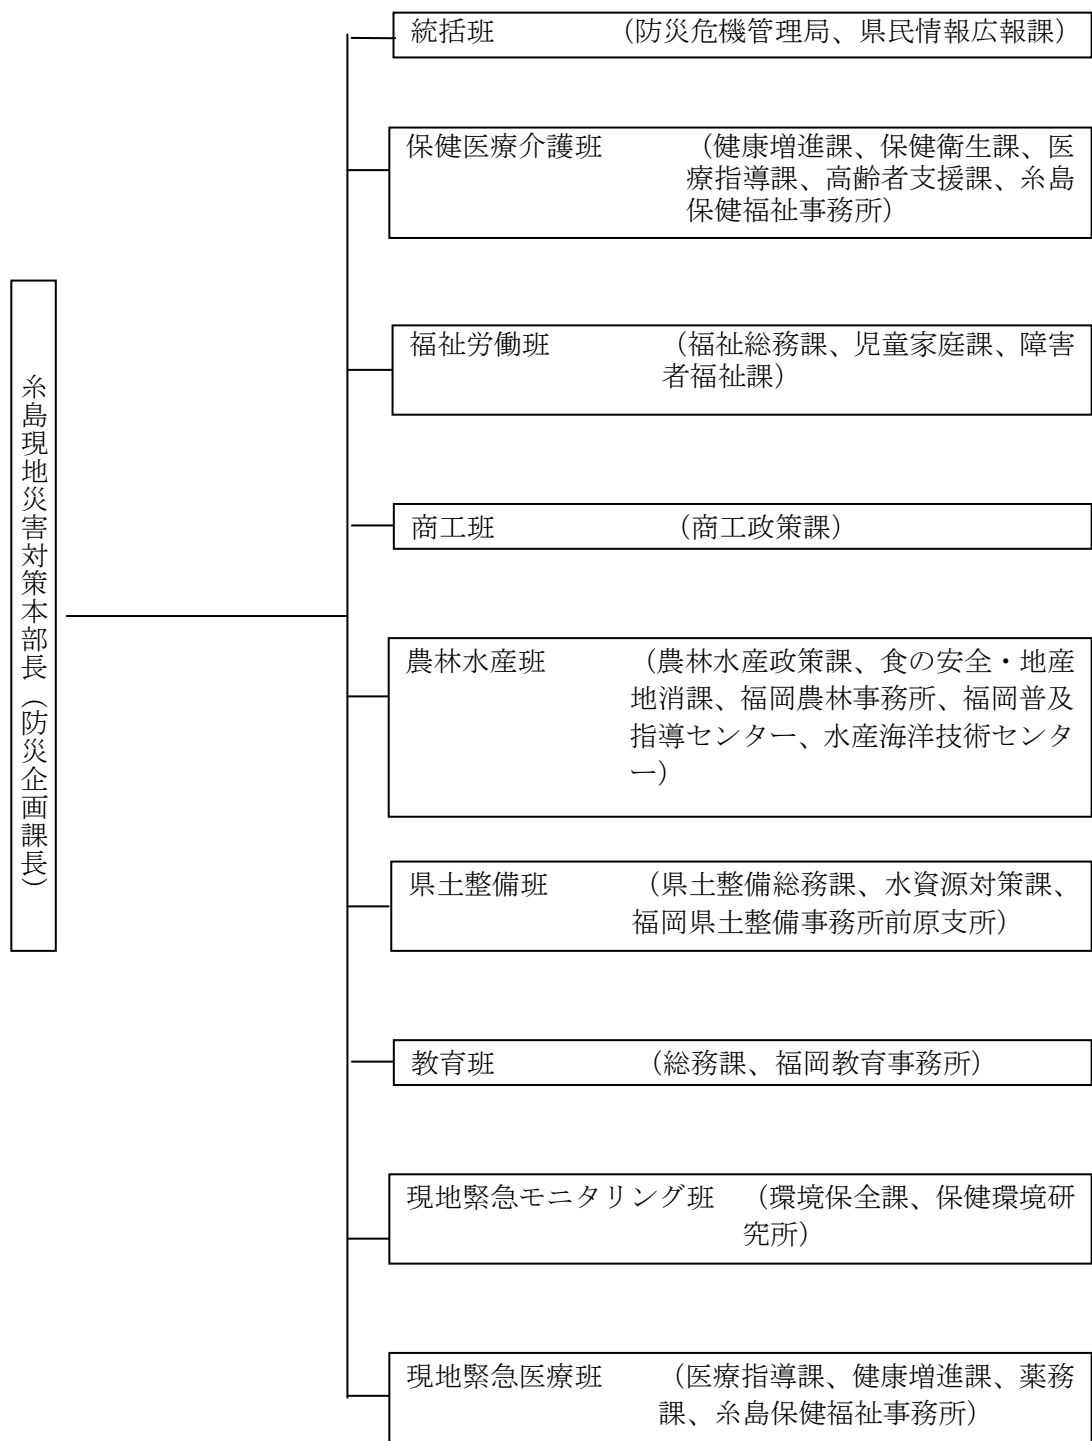 糸島現地災害対策本部長（防災企画課長）
統括班　（防災危機管理局、県民情報広報課）
保健医療介護班　（健康増進課、保健衛生課、医
療指導課、高齢者支援課、糸島
保健福祉事務所）
福祉労働班　（福祉総務課、児童家庭課、障害
者福祉課）
商工班　（商工政策課）
農林水産班　（農林水産政策課、食の安全・地産
地消課、福岡農林事務所、福岡普及
指導センター、水産海洋技術センタ
ー）
県土整備班　（県土整備総務課、水資源対策課、
福岡県土整備事務所前原支所）
教育班　（総務課、福岡教育事務所）
現地緊急モニタリング班　（環境保全課、保健環境研
究所）
現地緊急医療班　（医療指導課、健康増進課、薬務
課、糸島保健福祉事務所）